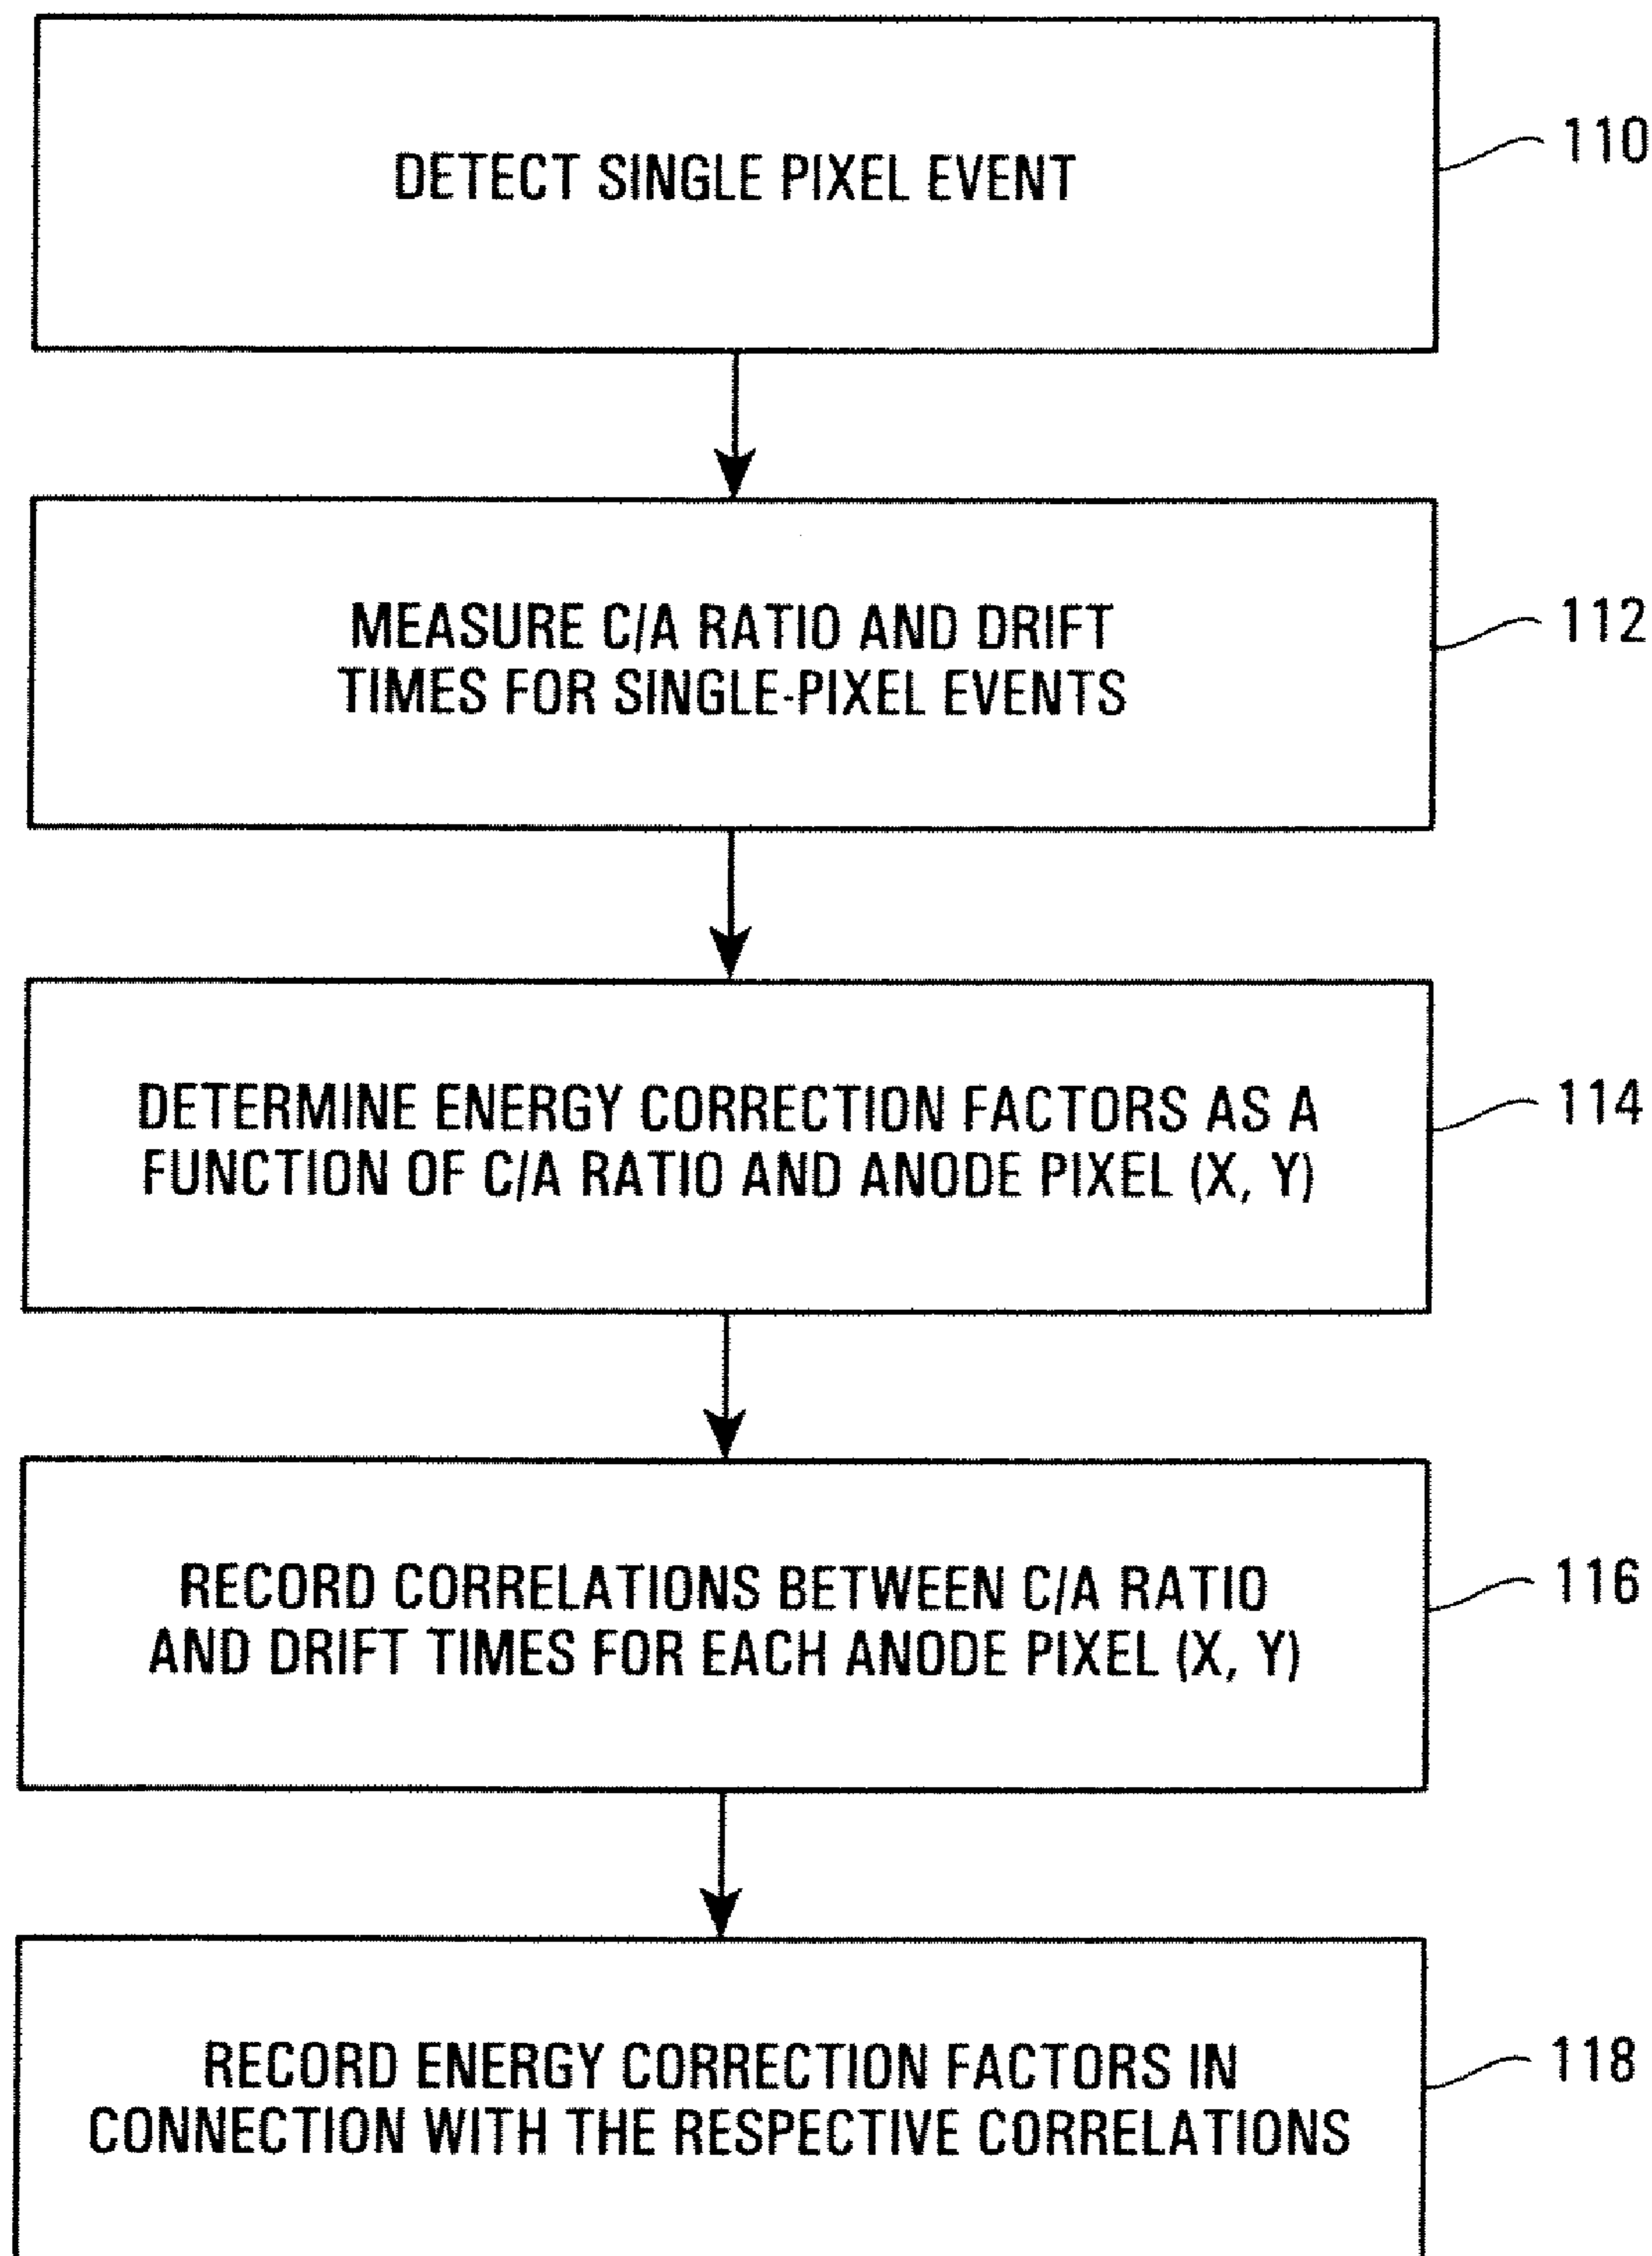 DETECT SINGLE PIXEL EVENT
110
MEASURE C/A RATIO AND DRIFT
TIMES FOR SINGLE-PIXEL EVENTS
112
DETERMINE ENERGY CORRECTION FACTORS AS A
FUNCTION OF C/A RATIO AND ANODE PIXEL (X, Y)
114
RECORD CORRELATIONS BETWEEN C/A RATIO
AND DRIFT TIMES FOR EACH ANODE PIXEL (X, Y)
116
RECORD ENERGY CORRECTION FACTORS IN
CONNECTION WITH THE RESPECTIVE CORRELATIONS
118